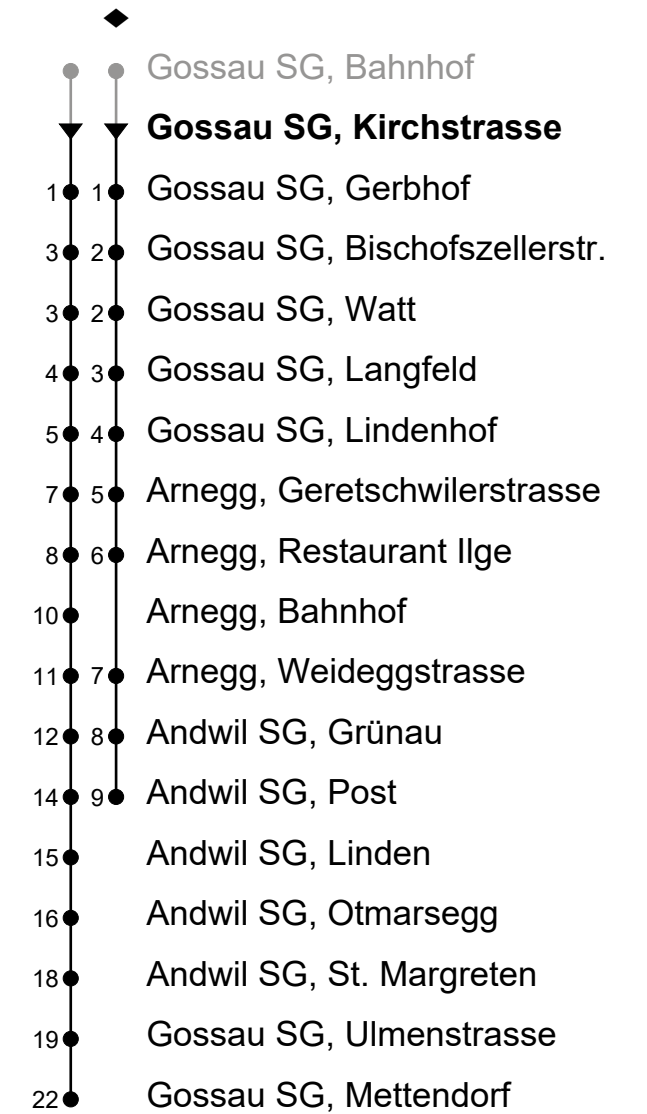 Gossau SG, Bahnhof
Gossau SG, Kirchstrasse
1 1 Gossau SG, Gerbhof
3 2 Gossau SG, Bischofszellerstr.
3 2 Gossau SG, Watt
4 3 Gossau SG, Langfeld
5 4 Gossau SG, Lindenhof
7 5 Arnegg, Geretschwilerstrasse
8 6 Arnegg, Restaurant Ilge
10 Arnegg, Bahnhof
11 7 Arnegg, Weideggstrasse
12 8 Andwil SG, Grünau
14 9 Andwil SG, Post
15 Andwil SG, Linden
16 Andwil SG, Otmarsegg
18 Andwil SG, St. Margreten
19 Gossau SG, Ulmenstrasse
22 Gossau SG, Mettendorf